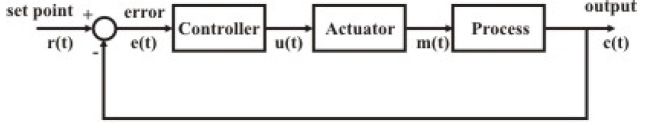 set point
+
r(t)
-
error
e(t)
Controller
u(t)
Actuator
m(t)
Process
output
c(t)